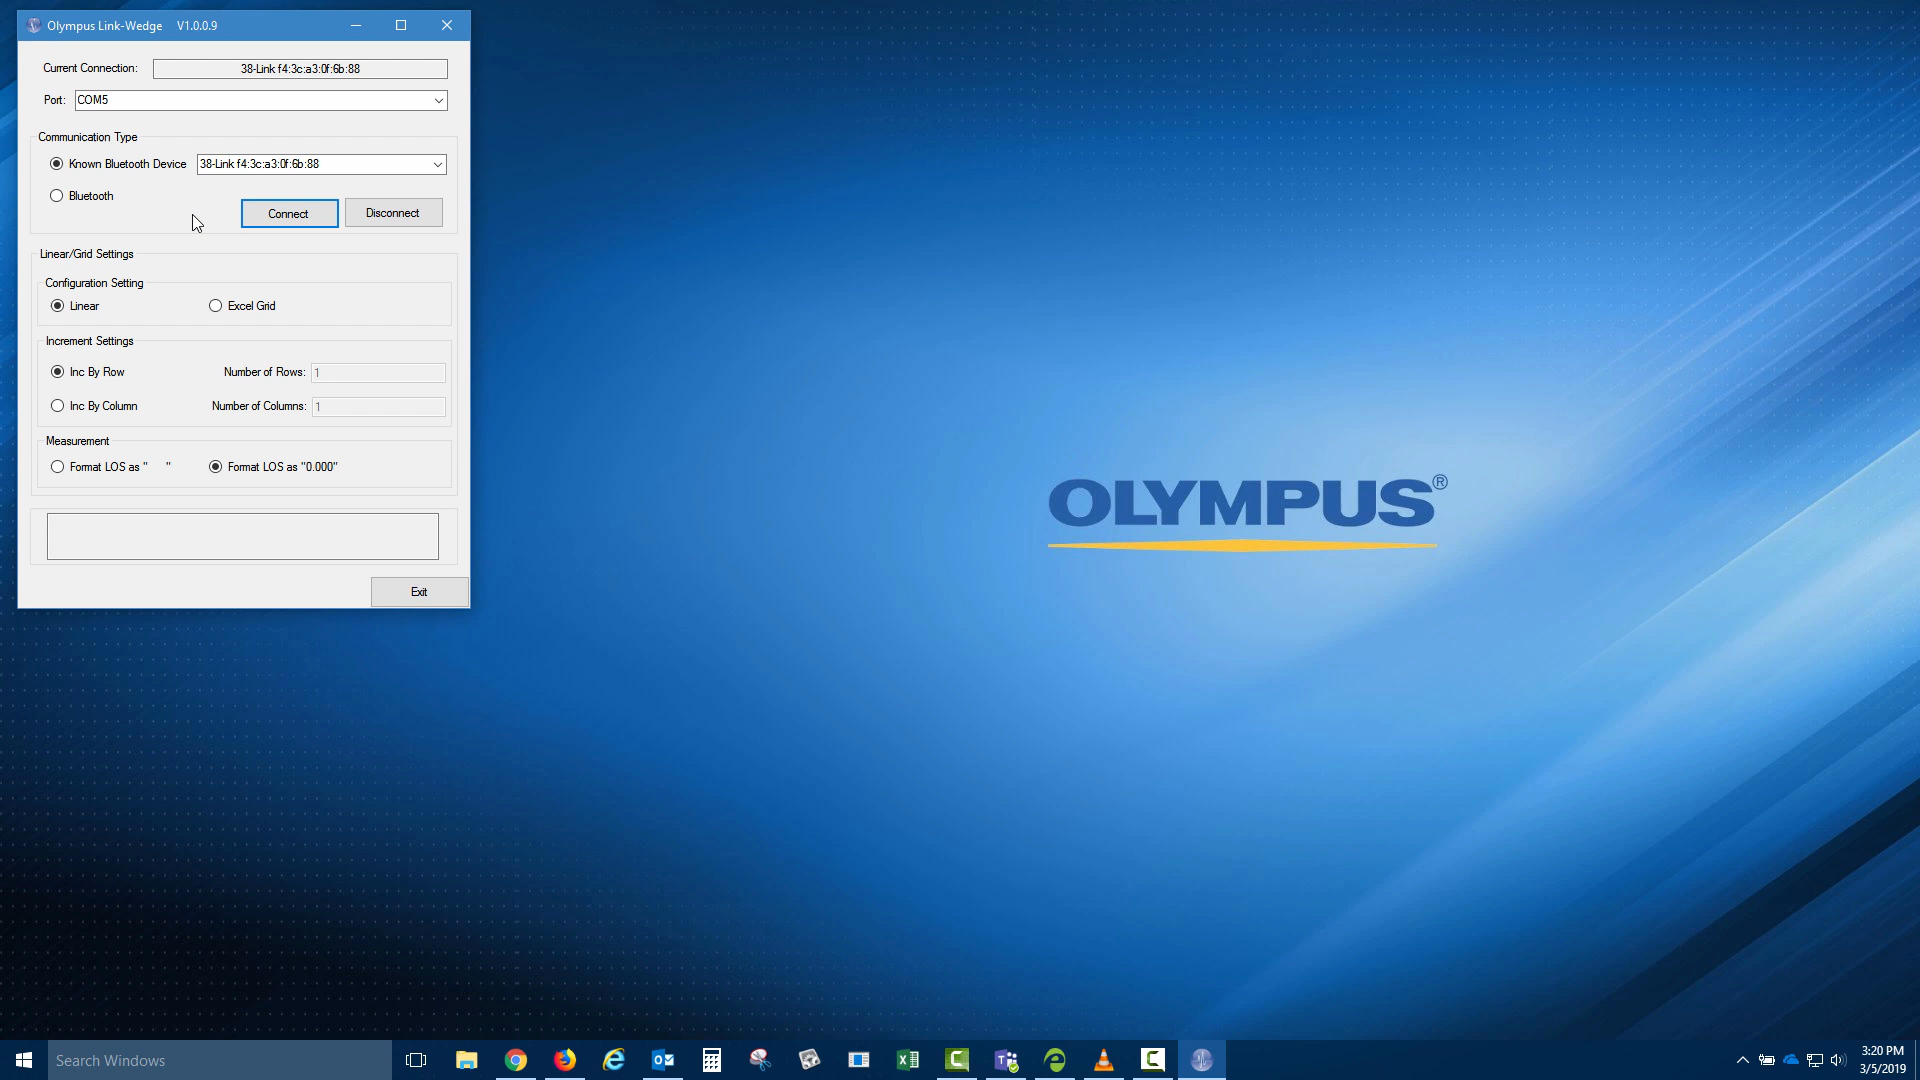 Olympus Link-Wedge V1.0.0.9
Current Connection: 38-Link f4:3c:a3:0f:6b:88
Port: COM5
Communication Type
Known Bluetooth Device 38-Link f4:3c:a3:0f:6b:88
Bluetooth
Connect Disconnect
Linear/Grid Settings
Configuration Setting
Linear Excel Grid
Increment Settings
Inc By Row Number of Rows: 1
Inc By Column Number of Columns: 1
Measurement
Format LOS as " " Format LOS as "0.000"
Exit
OLYMPUS®
Search Windows
3:20 PM
3/5/2019